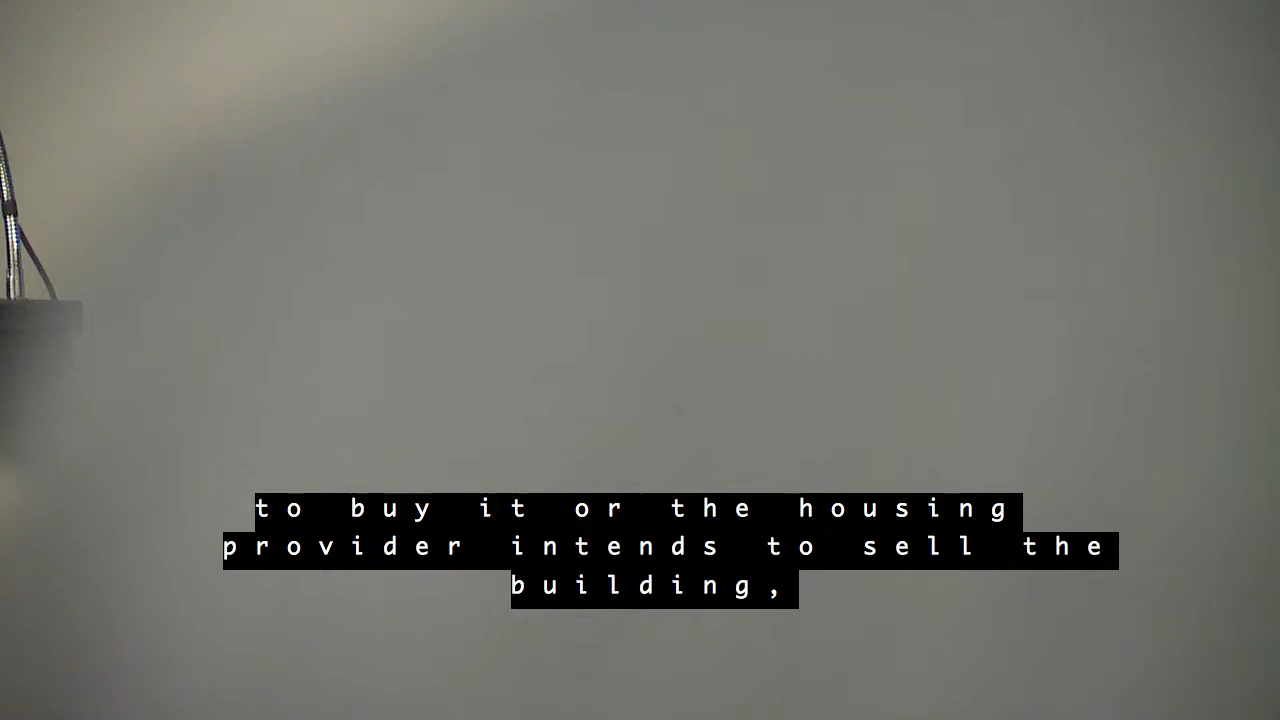 to buy it or the housing
provider intends to sell the
building,